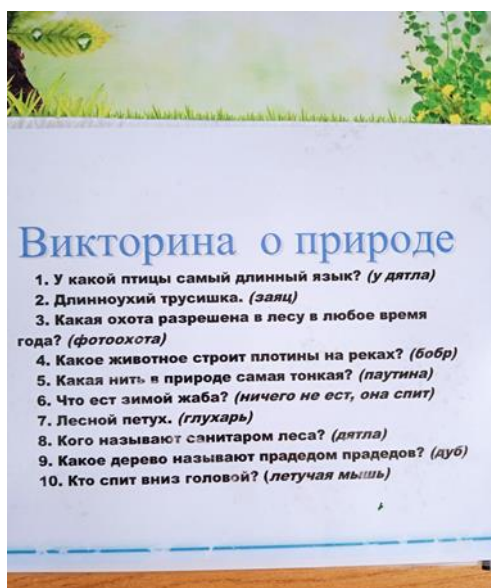 Викторина о природе
1. У какой птицы самый длинный язык? (у дятла)
2. Длинноухий трусишка. (заяц)
3. Какая охота разрешена в лесу в любое время
года? (фотоохота)
4. Какое животное строит плотины на реках? (бобр)
5. Какая нить в природе самая тонкая? (паутина)
6. Что ест зимой жаба? (ничего не ест, она спит)
7. Лесной петух. (глухарь)
8. Кого называют санитаром леса? (дятла)
9. Какое дерево называют прадедом прадедов? (дуб)
10. Кто спит вниз головой? (летучая мышь)